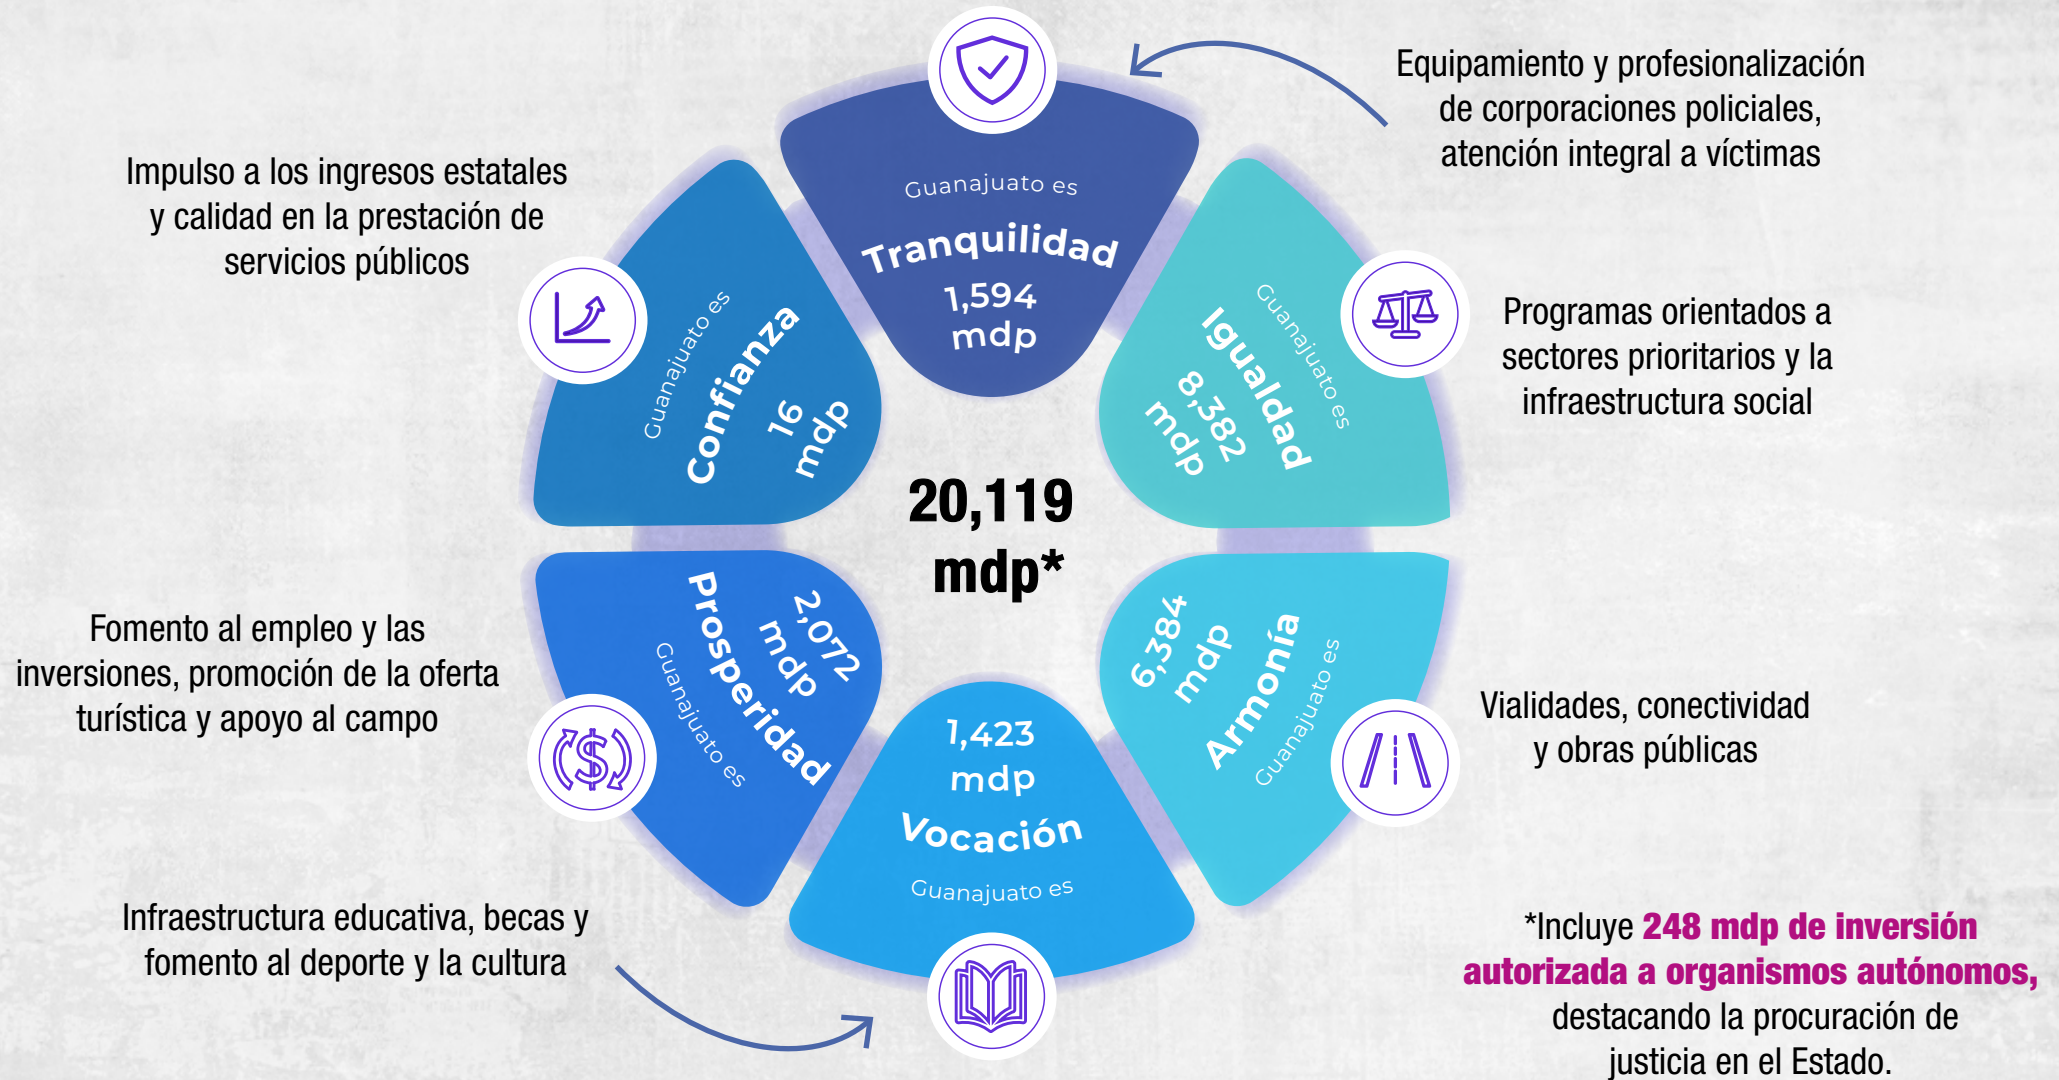 Equipamiento y profesionalización
de corporaciones policiales,
atención integral a víctimas
Guanajuato es
Tranquilidad
1,594
mdp
Impulso a los ingresos estatales
y calidad en la prestación de
servicios públicos
Guanajuato es
Confianza
16
mdp
Guanajuato es
Igualdad
8,382
mdp
Programas orientados a
sectores prioritarios y la
infraestructura social
20,119
mdp*
Fomento al empleo y las
inversiones, promoción de la oferta
turística y apoyo al campo
2,072
mdp
Prosperidad
Guanajuato es
6,384
mdp
Armonía
Guanajuato es
Vialidades, conectividad
y obras públicas
1,423
mdp
Vocación
Guanajuato es
Infraestructura educativa, becas y
fomento al deporte y la cultura
*Incluye 248 mdp de inversión
autorizada a organismos autónomos,
destacando la procuración de
justicia en el Estado.